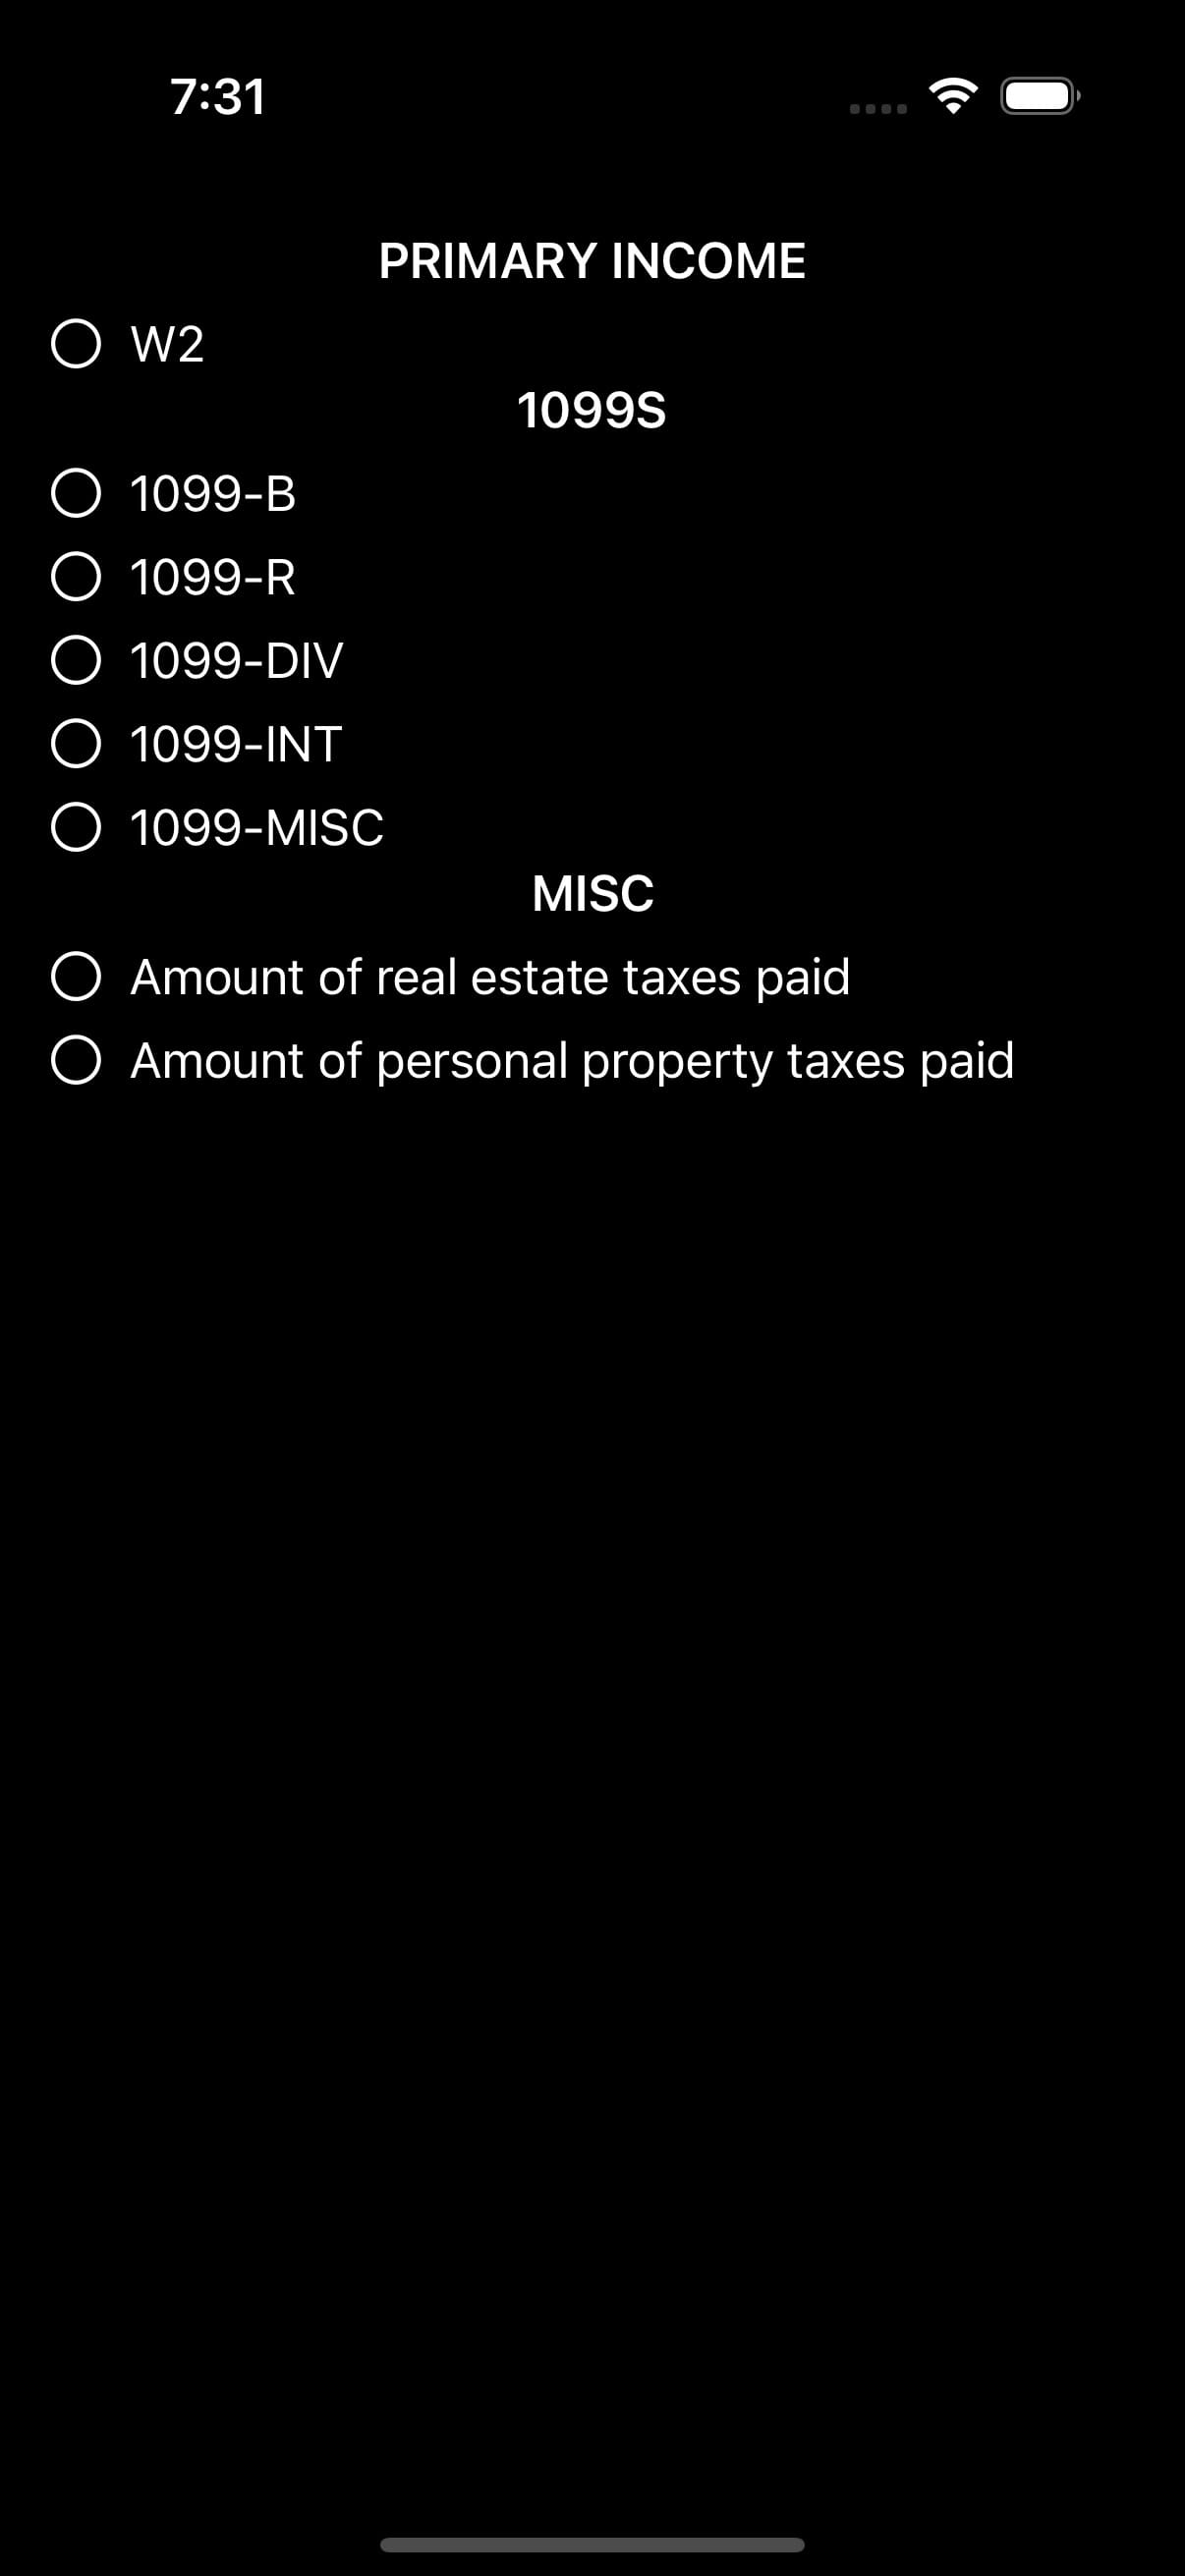 7:31
PRIMARY INCOME
W2
1099S
1099-B
1099-R
1099-DIV
1099-INT
1099-MISC
MISC
Amount of real estate taxes paid
Amount of personal property taxes paid